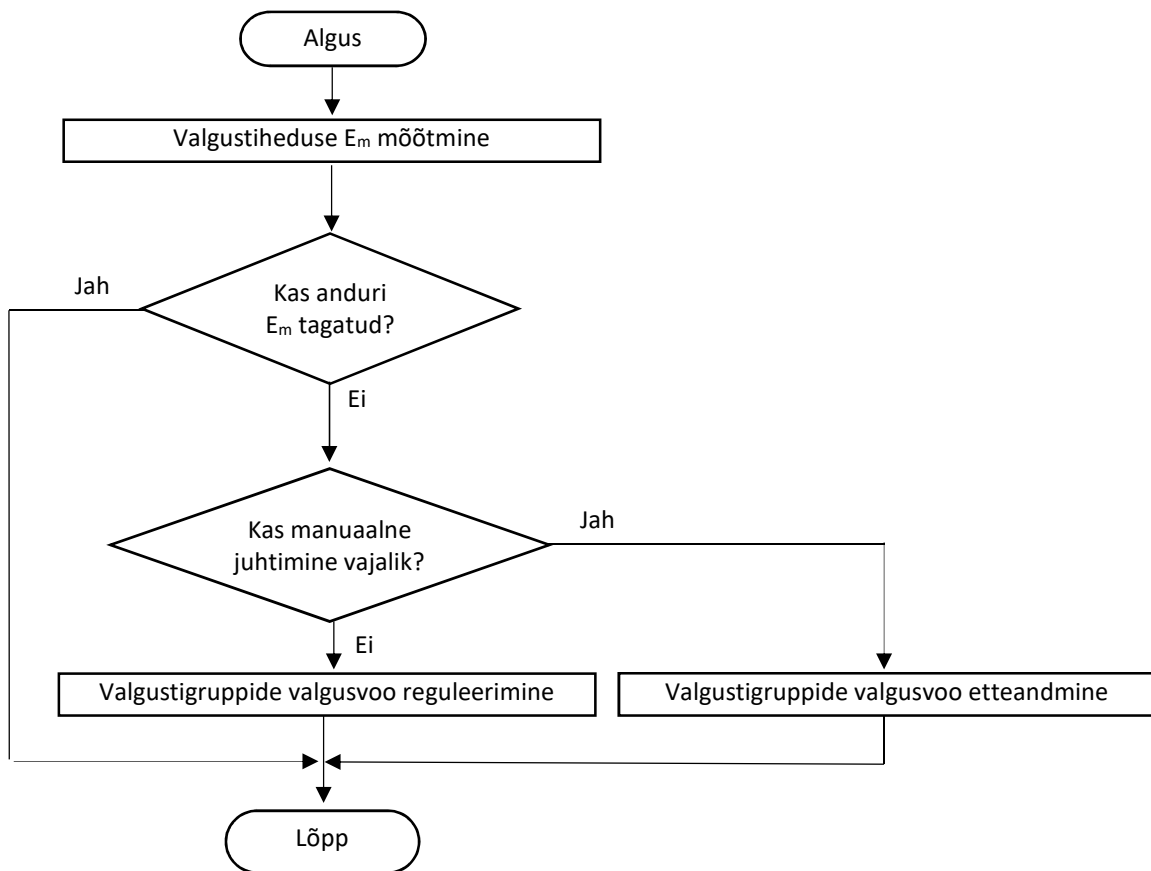 Algus
Valgustiheduse Eₘ mõõtmine
Jah
Kas anduri
Eₘ tagatud?
Ei
Kas manuaalne
juhtimine vajalik?
Jah
Ei
Valgustigruppide valgusvoo reguleerimine
Valgustigruppide valgusvoo etteandmine
Lõpp